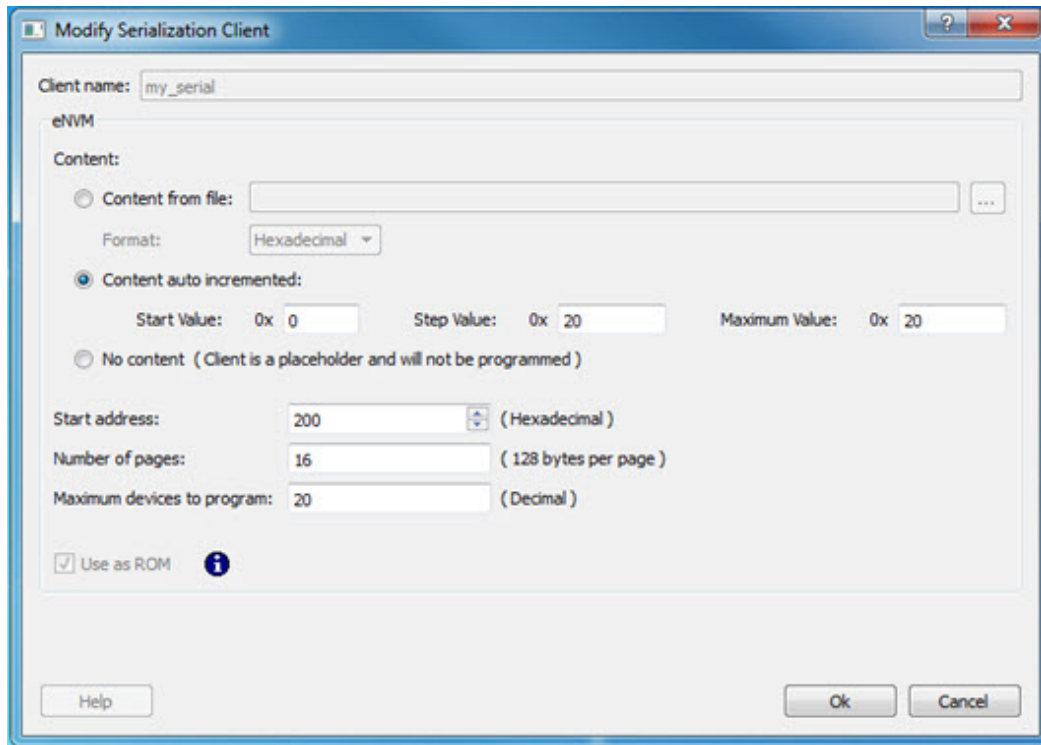 Modify Serialization Client
?
Client name: my_serial
eNVM
Content:
Content from file: ...
Format: Hexadecimal
Content auto incremented:
Start Value: 0x 0 Step Value: 0x 20 Maximum Value: 0x 20
No content ( Client is a placeholder and will not be programmed )
Start address: 200 ( Hexadecimal )
Number of pages: 16 ( 128 bytes per page )
Maximum devices to program: 20 ( Decimal )
Use as ROM i
Help Ok Cancel